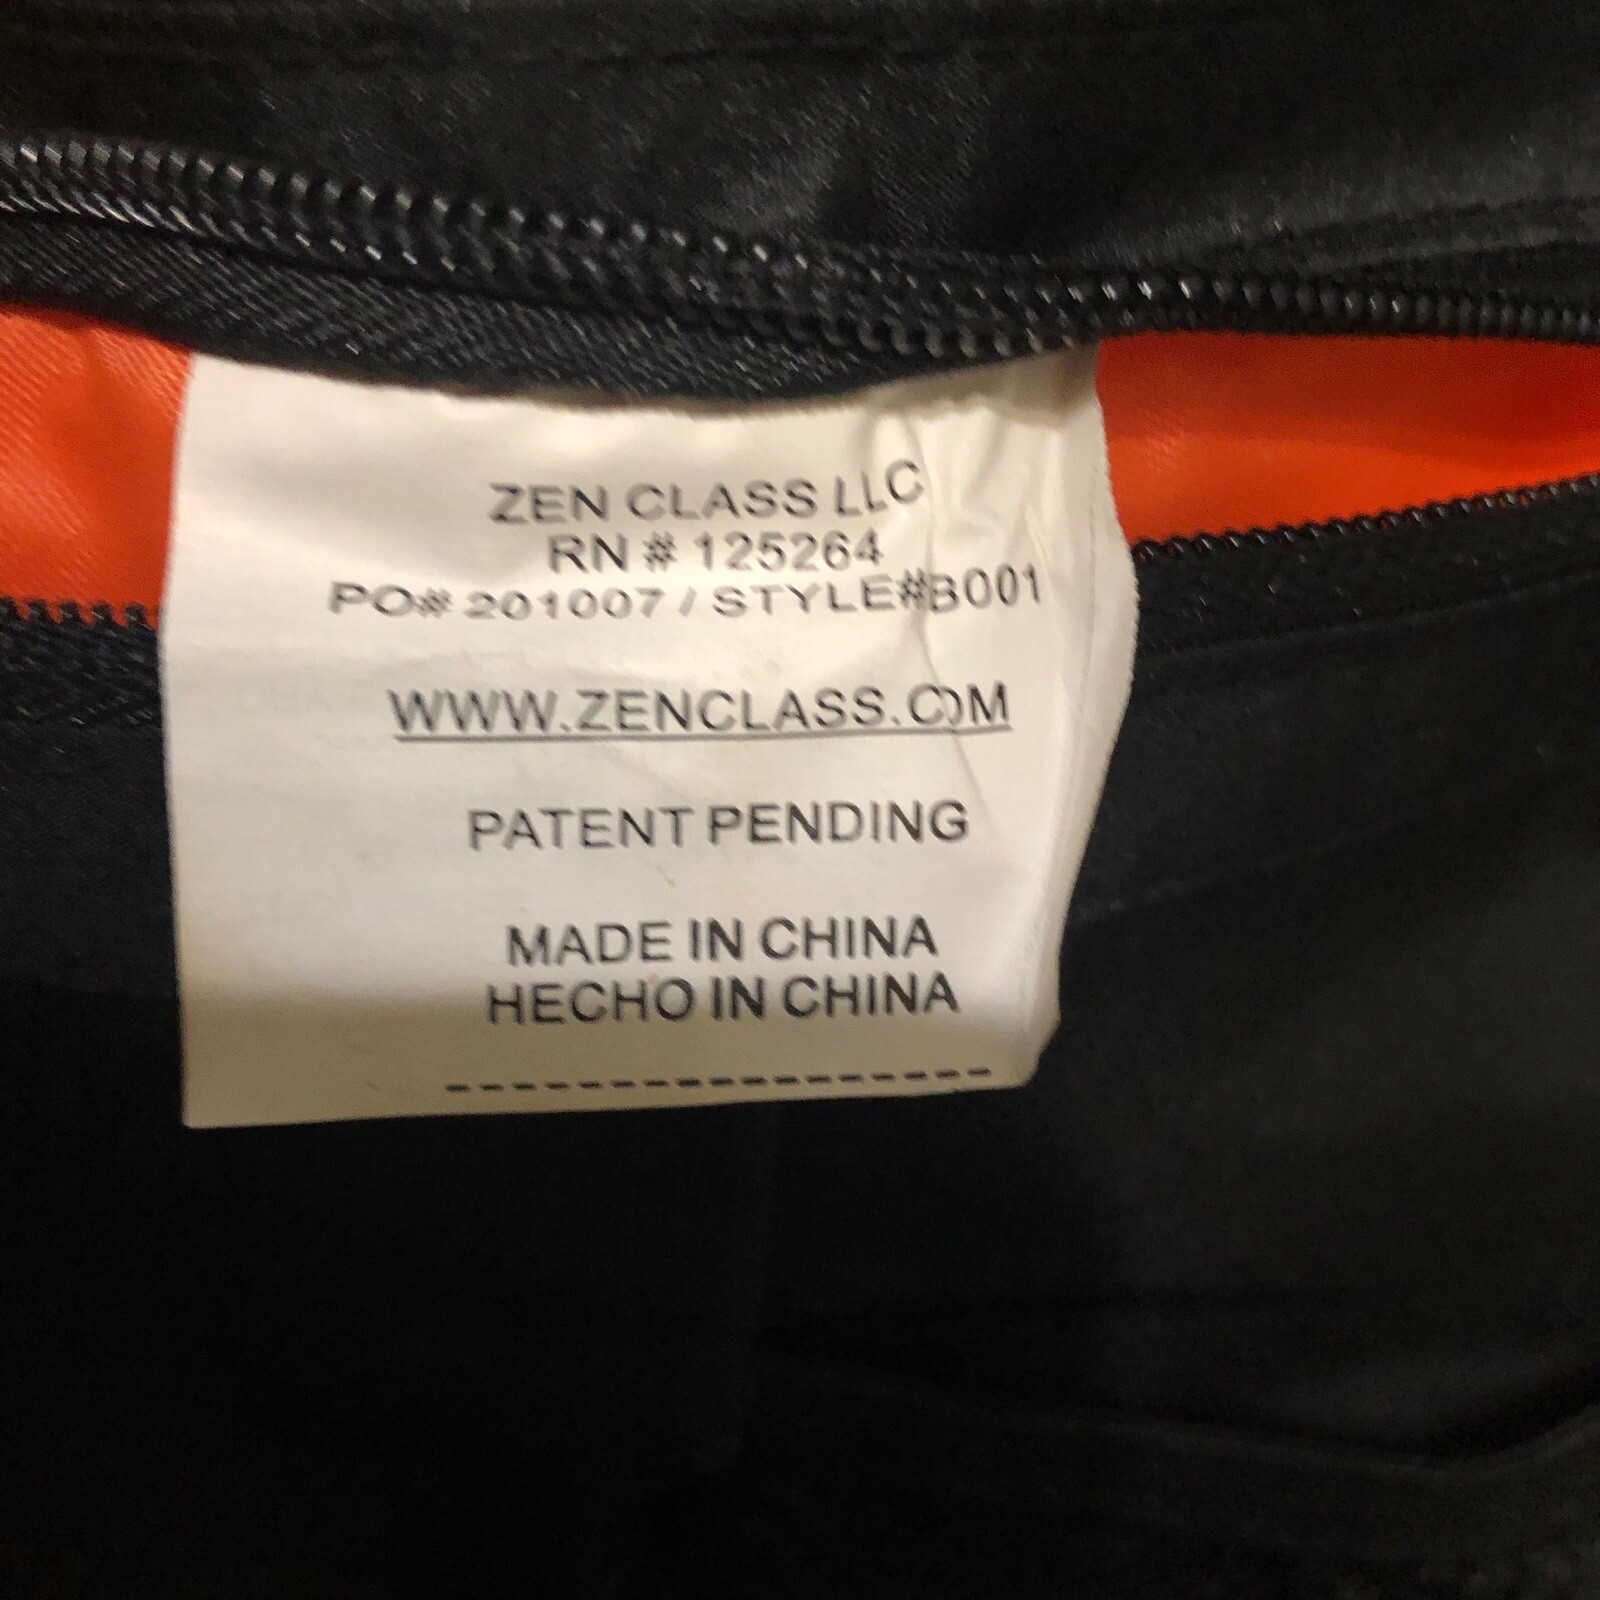 ZEN CLASS LLC
RN # 125264
PO# 201007 / STYLE#B001
WWW.ZENCLASS.COM
PATENT PENDING
MADE IN CHINA
HECHO IN CHINA
------------------